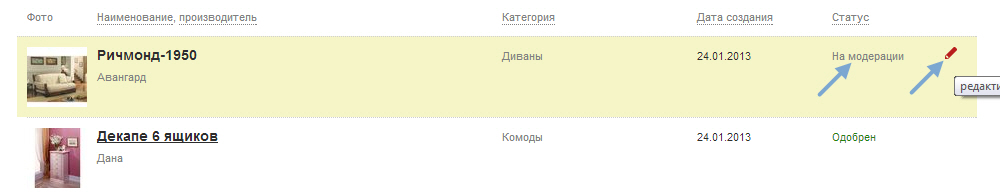 Фото Наименование, производитель Категория Дата создания Статус
Ричмонд-1950 Диваны 24.01.2013 На модерации
Авангард
редакти
Декапе 6 ящиков Комоды 24.01.2013 Одобрен
Дана